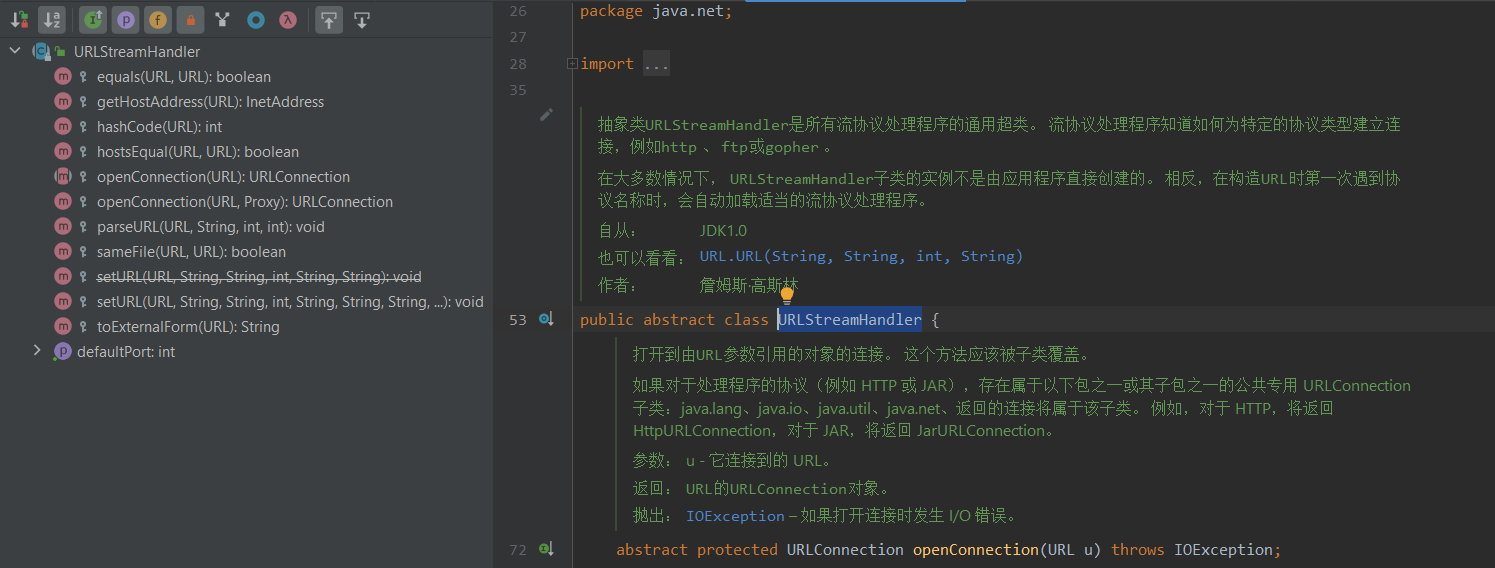 URLStreamHandler
equals(URL, URL): boolean
getHostAddress(URL): InetAddress
hashCode(URL): int
hostsEqual(URL, URL): boolean
openConnection(URL): URLConnection
openConnection(URL, Proxy): URLConnection
parseURL(URL, String, int, int): void
sameFile(URL, URL): boolean
setURL(URL, String, String, int, String, String): void
setURL(URL, String, String, int, String, String, String, ...): void
toExternalForm(URL): String
defaultPort: int
26 package java.net;
27
28 import ...
35
抽象类URLStreamHandler是所有流协议处理程序的通用超类。 流协议处理程序知道如何为特定的协议类型建立连
接，例如http 、 ftp或gopher 。
在大多数情况下， URLStreamHandler子类的实例不是由应用程序直接创建的。 相反，在构造URL时第一次遇到协
议名称时，会自动加载适当的流协议处理程序。
自从： JDK1.0
也可以看看： URL.URL(String, String, int, String)
作者： 詹姆斯·高斯林
53 public abstract class URLStreamHandler {
打开到由URL参数引用的对象的连接。 这个方法应该被子类覆盖。
如果对于处理程序的协议（例如 HTTP 或 JAR），存在属于以下包之一或其子包之一的公共专用 URLConnection
子类：java.lang、java.io、java.util、java.net、返回的连接将属于该子类。 例如，对于 HTTP，将返回
HttpURLConnection，对于 JAR，将返回 JarURLConnection。
参数： u - 它连接到的 URL。
返回： URL的URLConnection对象。
抛出： IOException – 如果打开连接时发生 I/O 错误。
72 abstract protected URLConnection openConnection(URL u) throws IOException;